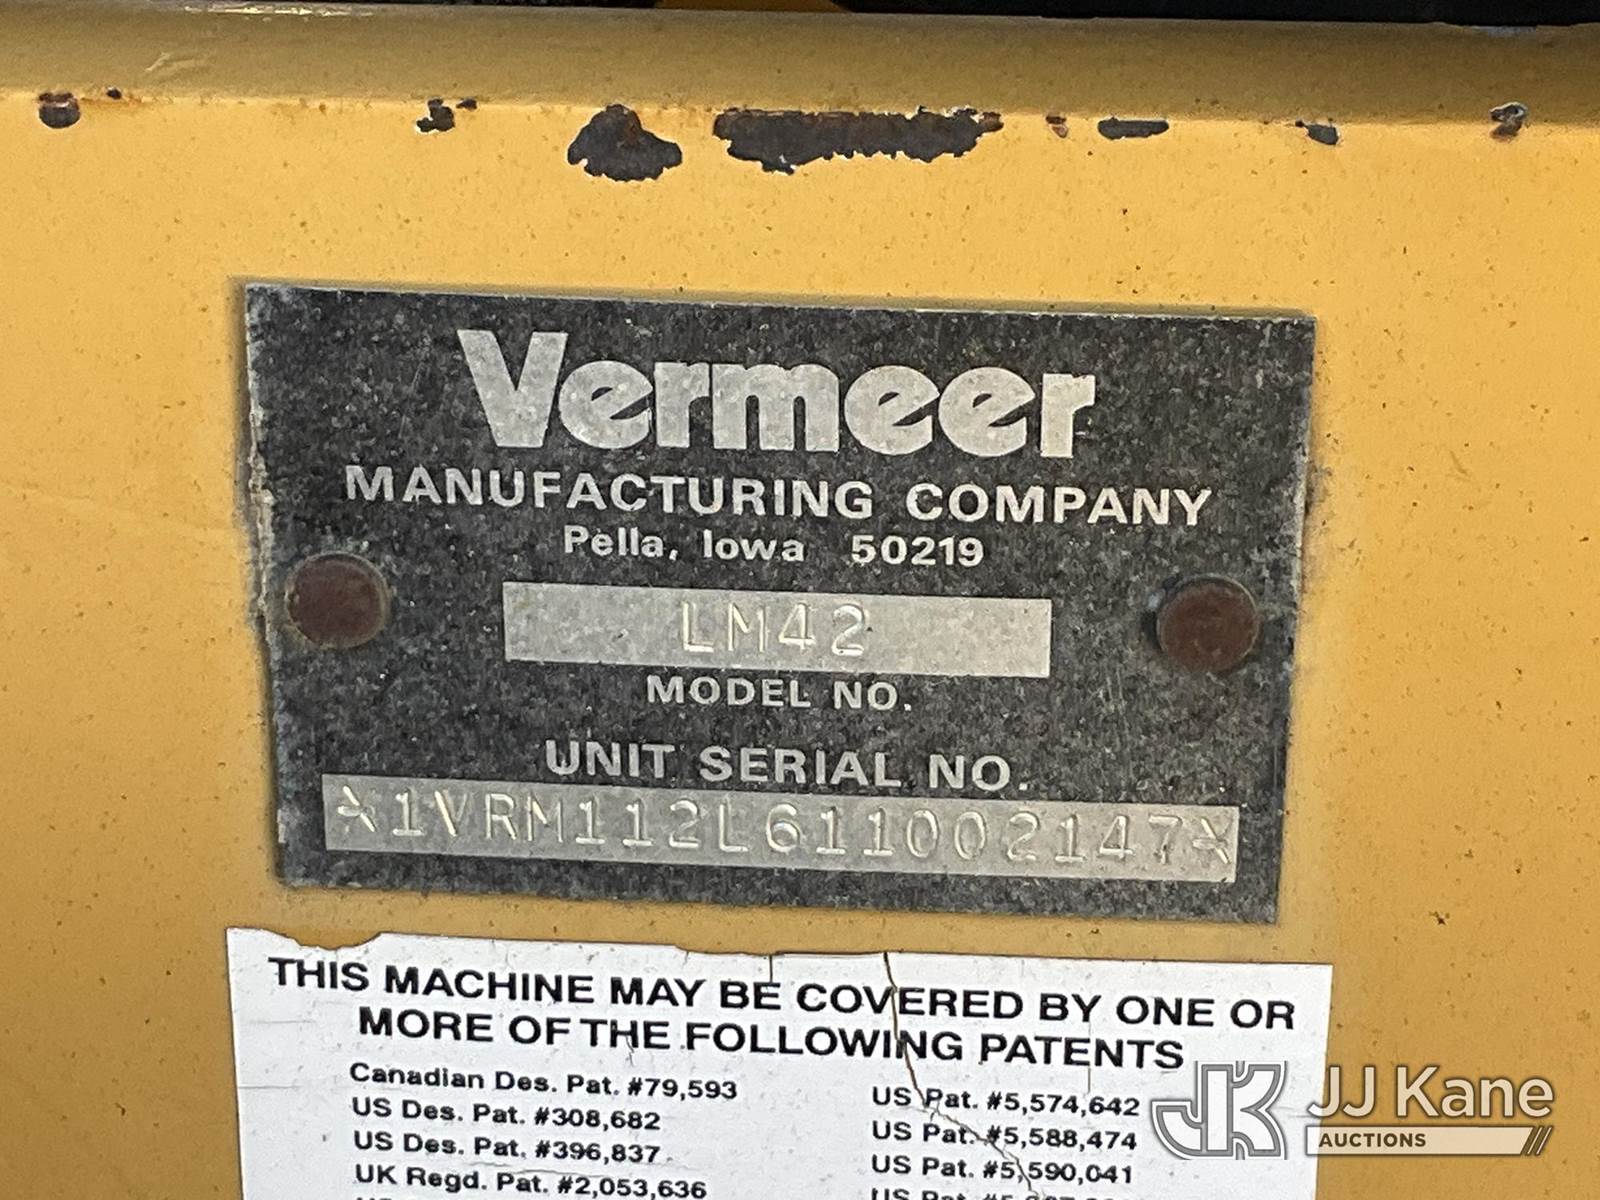 Vermeer
MANUFACTURING COMPANY
Pella, Iowa 50219
LM42
MODEL NO.
UNIT SERIAL NO.
*1VRM112L611002147*
THIS MACHINE MAY BE COVERED BY ONE OR
MORE OF THE FOLLOWING PATENTS
Canadian Des. Pat. #79,593
US Des. Pat. #308,682
US Des. Pat. #396,837
UK Regd. Pat. #2,053,636
US Pat. #5,574,642
US Pat. #5,588,474
US Pat. #5,590,041
US Pat.
JK JJ Kane
AUCTIONS